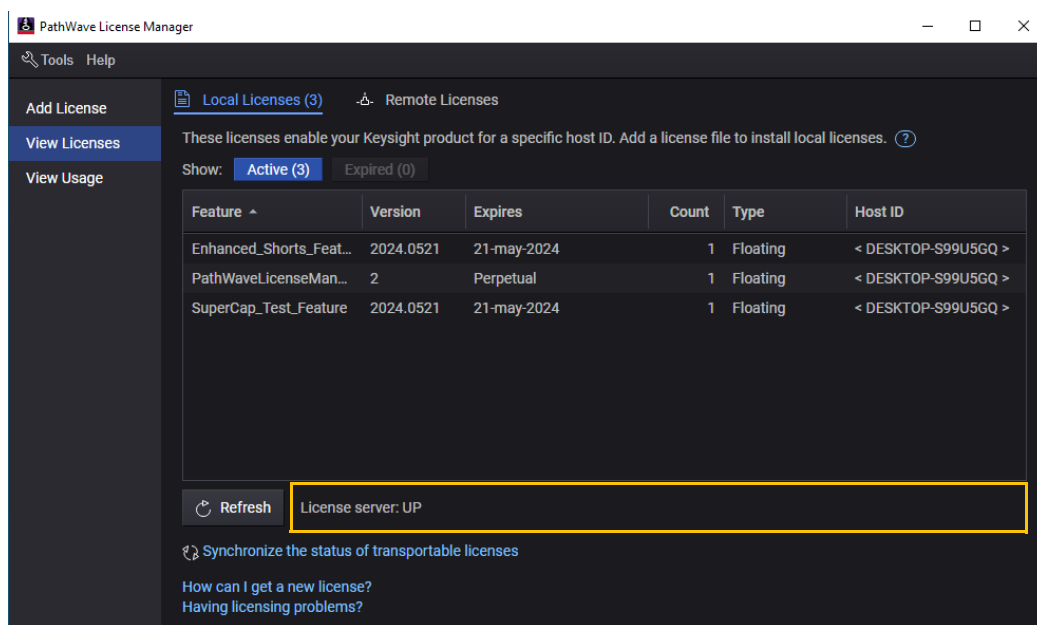 PathWave License Manager
Tools Help
Add License
View Licenses
View Usage
Local Licenses (3) Remote Licenses
These licenses enable your Keysight product for a specific host ID. Add a license file to install local licenses. ?
Show: Active (3) Expired (0)
Feature Version Expires Count Type Host ID
Enhanced_Shorts_Feat... 2024.0521 21-may-2024 1 Floating < DESKTOP-S99U5GQ >
PathWaveLicenseMan... 2 Perpetual 1 Floating < DESKTOP-S99U5GQ >
SuperCap_Test_Feature 2024.0521 21-may-2024 1 Floating < DESKTOP-S99U5GQ >
Refresh License server: UP
Synchronize the status of transportable licenses
How can I get a new license?
Having licensing problems?